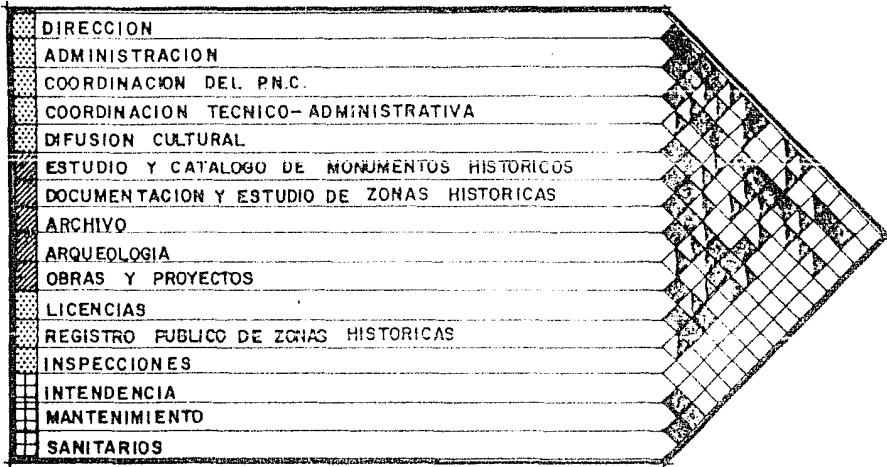 DIRECCION
ADMINISTRACION
COORDINACION DEL P.N.C.
COORDINACION TECNICO-ADMINISTRATIVA
DIFUSION CULTURAL
ESTUDIO Y CATALOGO DE MONUMENTOS HISTORICOS
DOCUMENTACION Y ESTUDIO DE ZONAS HISTORICAS
ARCHIVO
ARQUEOLOGIA
OBRAS Y PROYECTOS
LICENCIAS
REGISTRO PUBLICO DE ZONAS HISTORICAS
INSPECCIONES
INTENDENCIA
MANTENIMIENTO
SANITARIOS